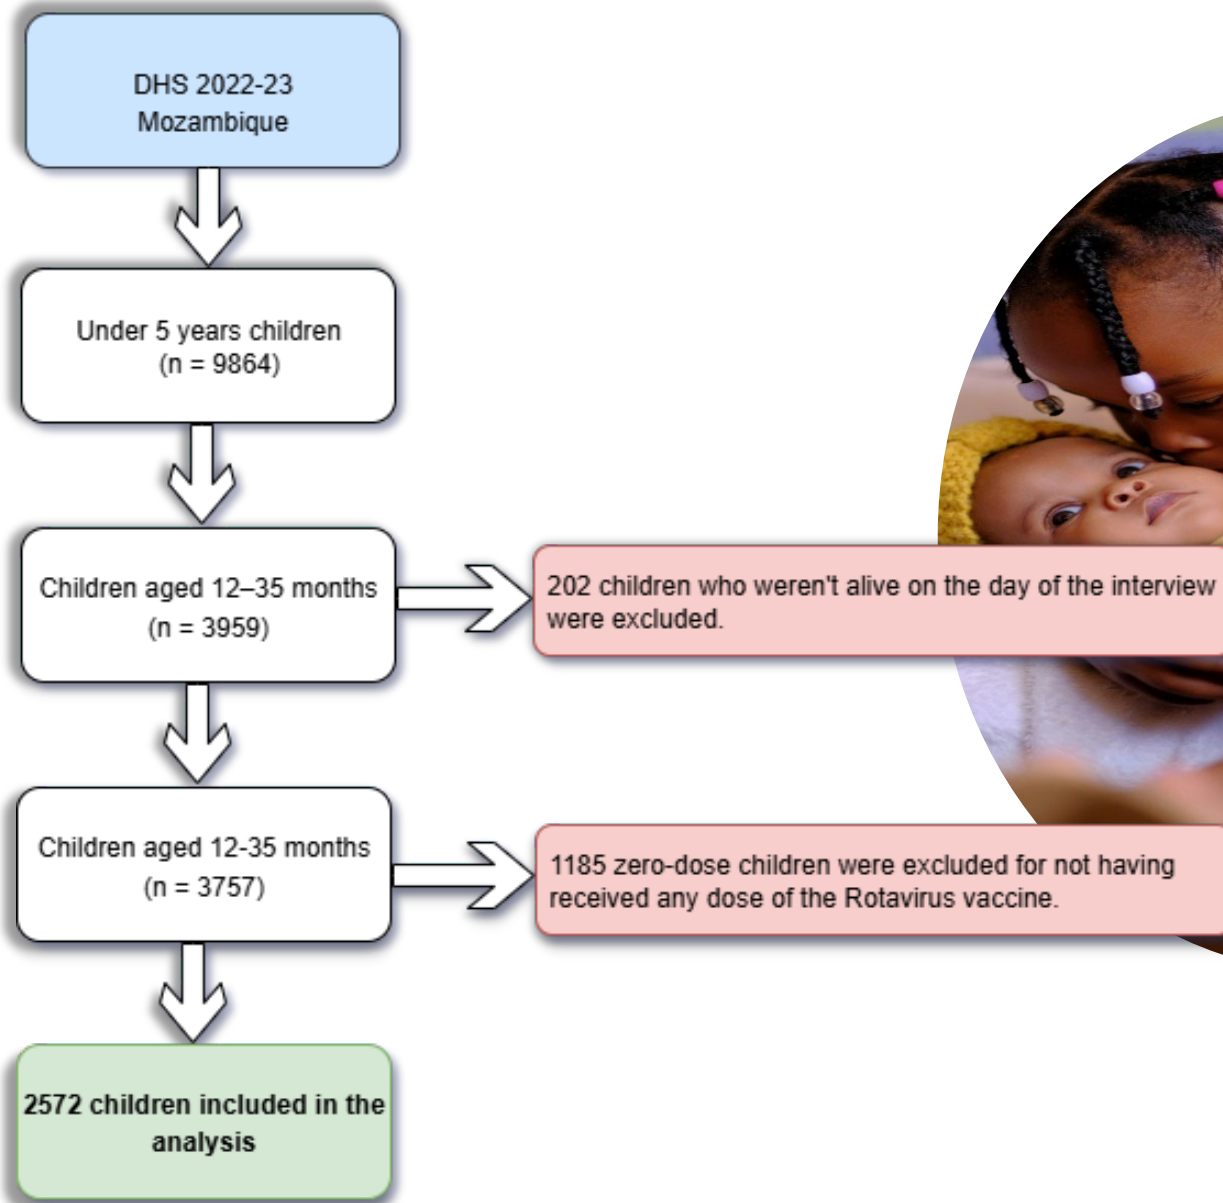 DHS 2022-23
Mozambique
Under 5 years children
(n = 9864)
Children aged 12–35 months
(n = 3959)
202 children who weren't alive on the day of the interview
were excluded.
Children aged 12-35 months
(n = 3757)
1185 zero-dose children were excluded for not having
received any dose of the Rotavirus vaccine.
2572 children included in the
analysis